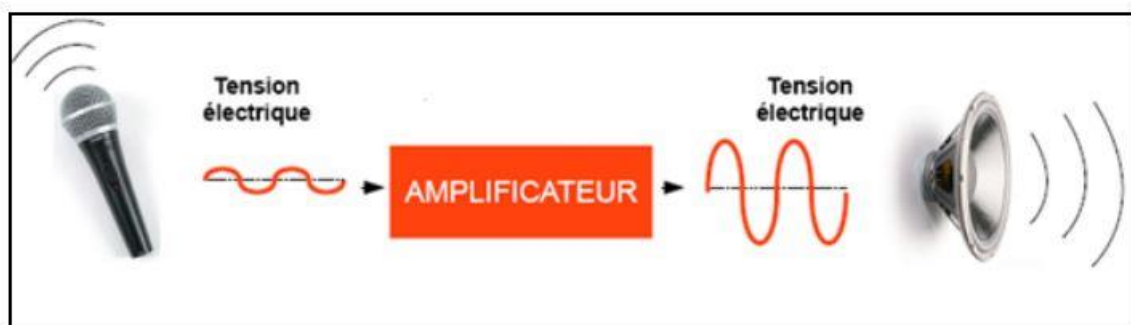 Tension
électrique
AMPLIFICATEUR
Tension
électrique